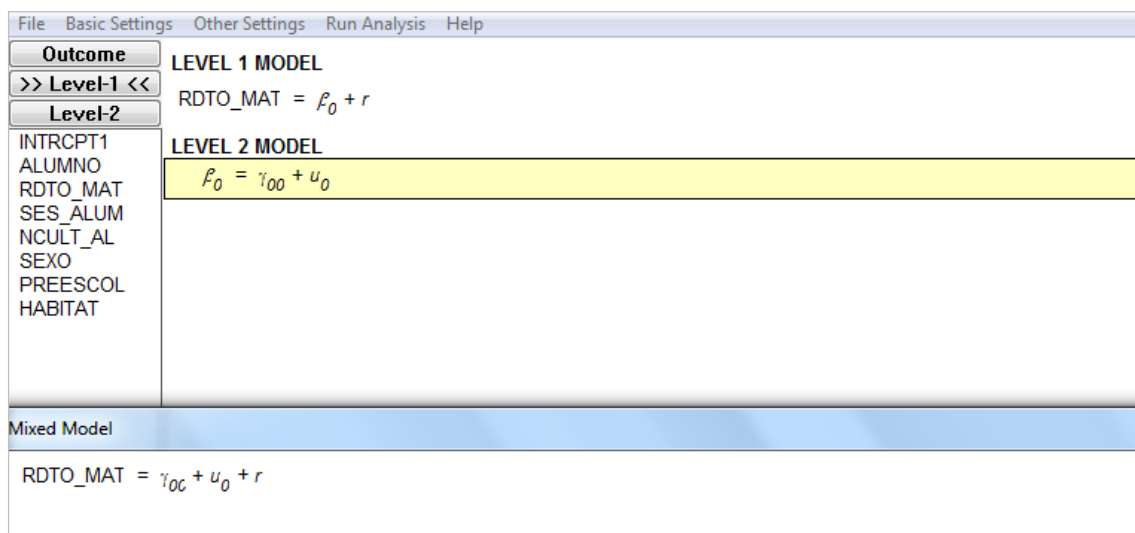 File Basic Settings Other Settings Run Analysis Help
Outcome
>> Level-1 <<
Level-2
INTRCPT1
ALUMNO
RDTO_MAT
SES_ALUM
NCULT_AL
SEXO
PREESCOL
HABITAT
LEVEL 1 MODEL
RDTO_MAT = β₀ + r
LEVEL 2 MODEL
β₀ = γ₀₀ + u₀
Mixed Model
RDTO_MAT = γ₀₀ + u₀ + r